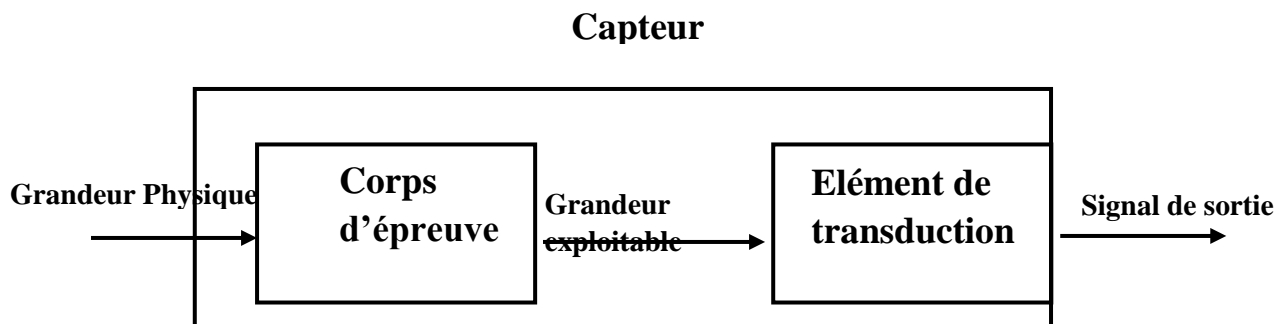 Capteur
Grandeur Physique
Corps
d’épreuve
Grandeur
exploitable
Elément de
transduction
Signal de sortie